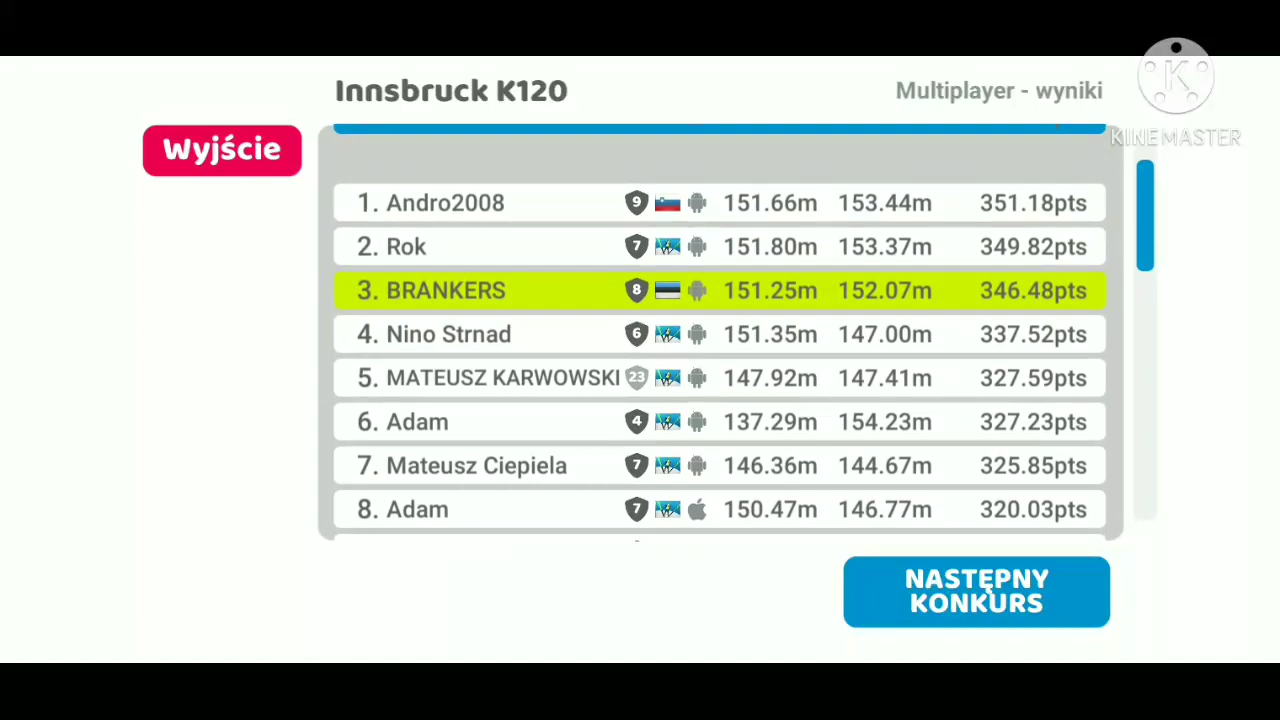 Innsbruck K120
Multiplayer - wyniki
K
KINEMASTER
Wyjście
1. Andro2008 9 151.66m 153.44m 351.18pts
2. Rok 7 151.80m 153.37m 349.82pts
3. BRANKERS 8 151.25m 152.07m 346.48pts
4. Nino Strnad 6 151.35m 147.00m 337.52pts
5. MATEUSZ KARWOWSKI 23 147.92m 147.41m 327.59pts
6. Adam 4 137.29m 154.23m 327.23pts
7. Mateusz Ciepiela 7 146.36m 144.67m 325.85pts
8. Adam 7 150.47m 146.77m 320.03pts
NASTĘPNY
KONKURS